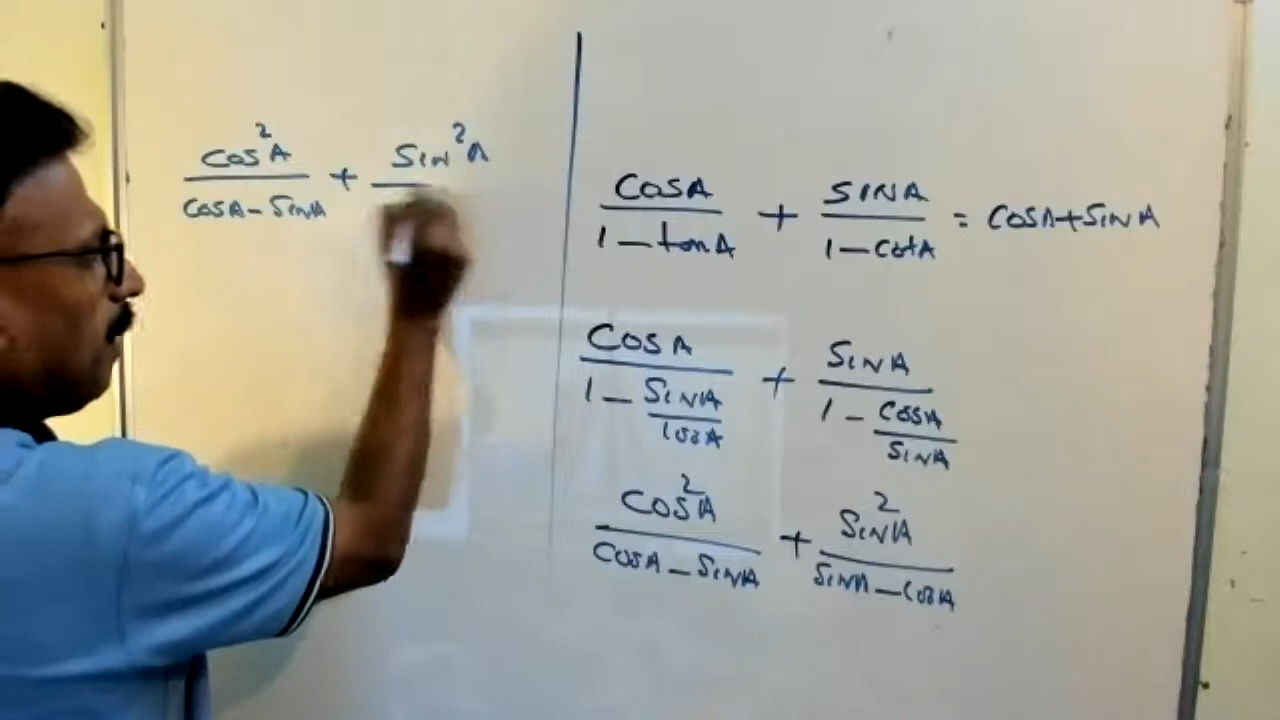 cos²A / cosA - sinA + sin²A
cosA / 1 - tanA + sinA / 1 - cotA = cosA + sinA
cosA / 1 - sinA / cosA + sinA / 1 - cosA / sinA
cos²A / cosA - sinA + sin²A / sinA - cosA